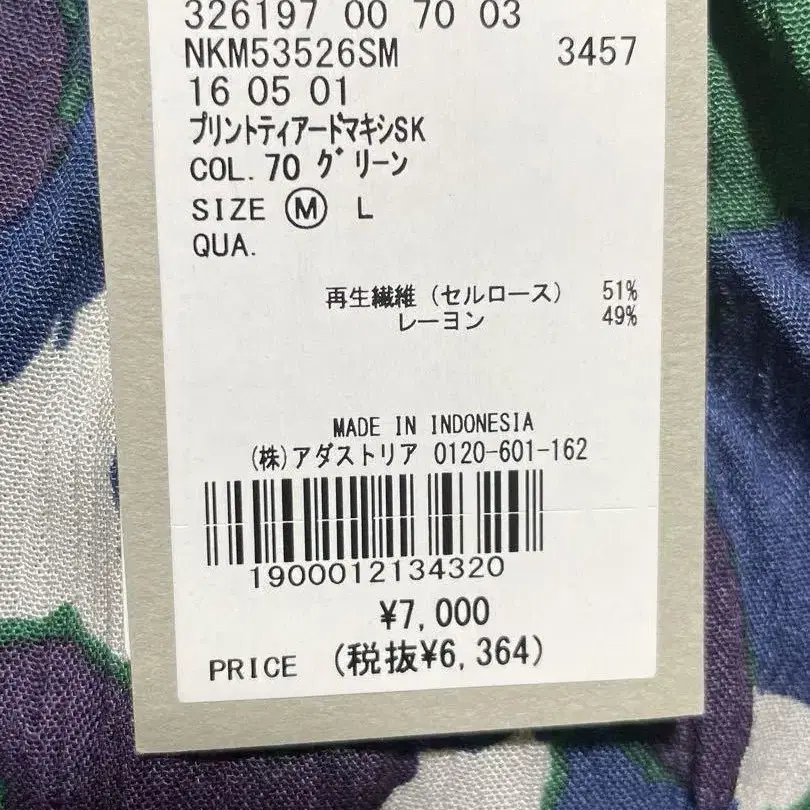 326197 00 70 03
NKM53526SM 3457
16 05 01
プリントティアードマキシSK
COL. 70 グリーン
SIZE M L
QUA.
再生繊維 (セルロース) 51%
レーヨン 49%
MADE IN INDONESIA
(株)アダストリア 0120-601-162
1900012134320
¥7,000
PRICE (税抜¥6,364)